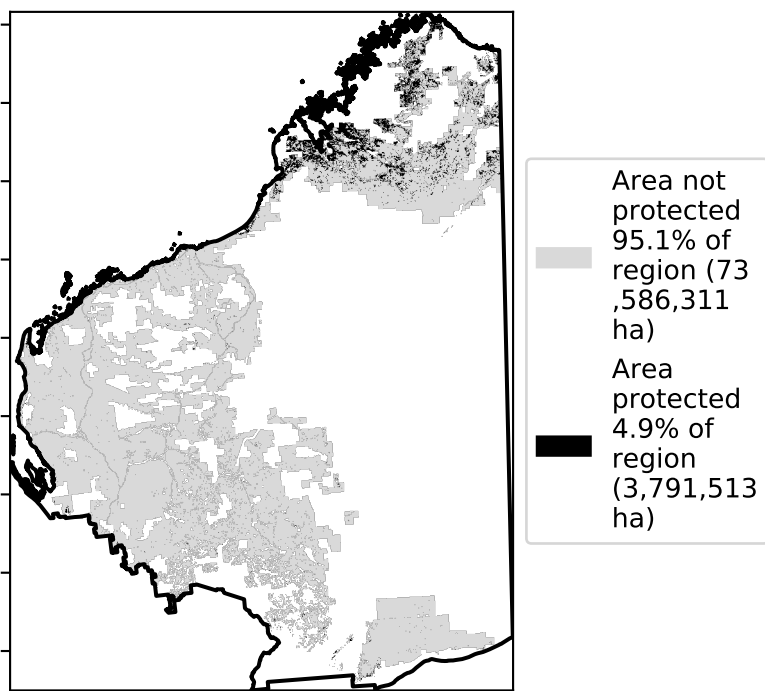 Area not
protected
95.1% of
region (73
,586,311
ha)
Area
protected
4.9% of
region
(3,791,513
ha)